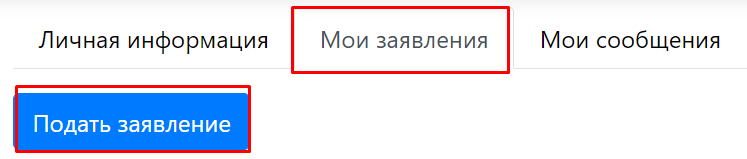 Личная информация Мои заявления Мои сообщения
Подать заявление